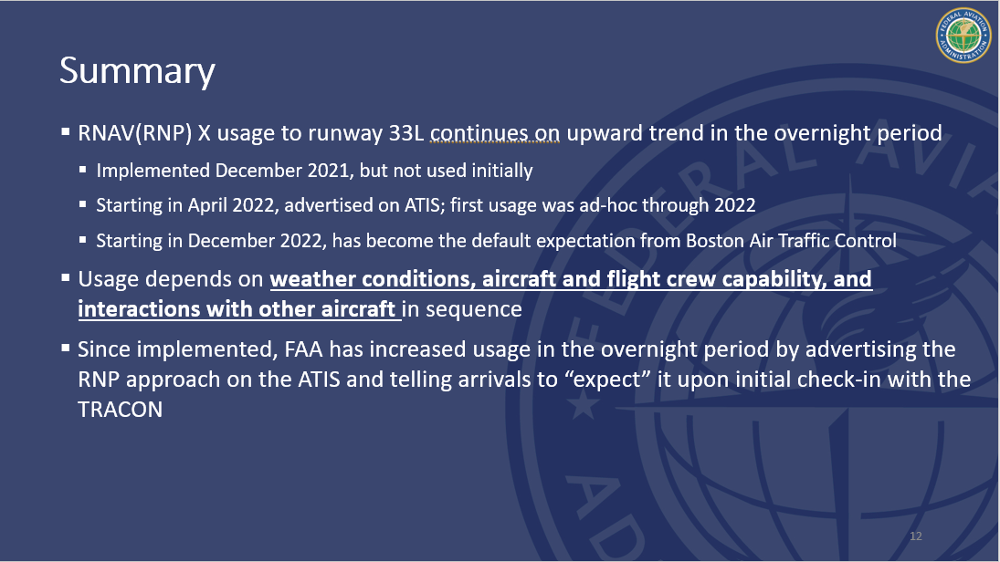 FEDERAL AVIATION
ADMINISTRATION
Summary
▪ RNAV(RNP) X usage to runway 33L continues on upward trend in the overnight period
▪ Implemented December 2021, but not used initially
▪ Starting in April 2022, advertised on ATIS; first usage was ad-hoc through 2022
▪ Starting in December 2022, has become the default expectation from Boston Air Traffic Control
▪ Usage depends on weather conditions, aircraft and flight crew capability, and
interactions with other aircraft in sequence
▪ Since implemented, FAA has increased usage in the overnight period by advertising the
RNP approach on the ATIS and telling arrivals to “expect” it upon initial check-in with the
TRACON
FEDERAL AVIA
AD
12